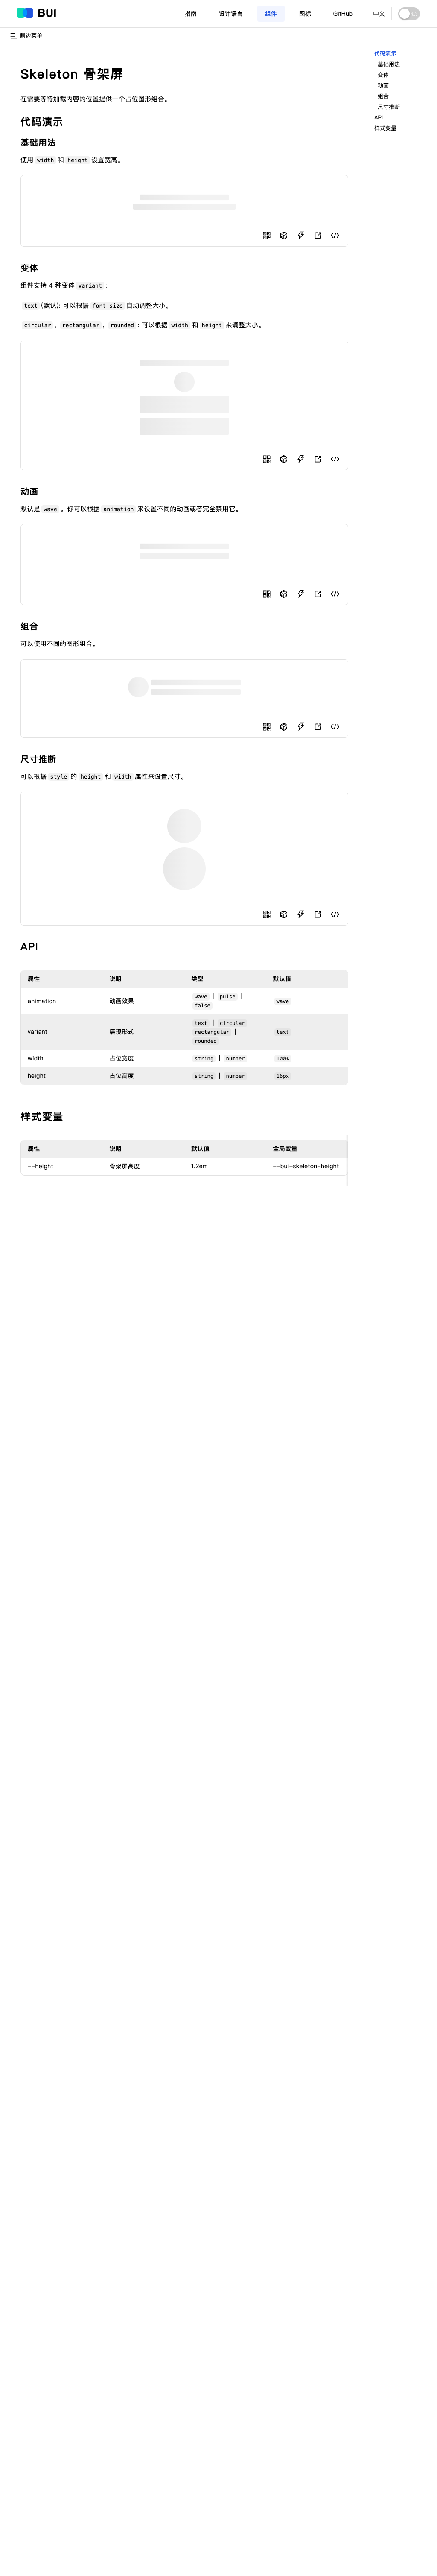 BUI
指南
设计语言
组件
图标
GitHub
中文
侧边菜单
代码演示
基础用法
变体
动画
组合
尺寸推断
API
样式变量
Skeleton 骨架屏
在需要等待加载内容的位置提供一个占位图形组合。
代码演示
基础用法
使用 width 和 height 设置宽高。
变体
组件支持 4 种变体 variant :
text (默认): 可以根据 font-size 自动调整大小。
circular , rectangular , rounded : 可以根据 width 和 height 来调整大小。
动画
默认是 wave 。你可以根据 animation 来设置不同的动画或者完全禁用它。
组合
可以使用不同的图形组合。
尺寸推断
可以根据 style 的 height 和 width 属性来设置尺寸。
API
属性 说明 类型 默认值
animation 动画效果 wave | pulse | false wave
variant 展现形式 text | circular | rectangular | rounded text
width 占位宽度 string | number 100%
height 占位高度 string | number 16px
样式变量
属性 说明 默认值 全局变量
--height 骨架屏高度 1.2em --bui-skeleton-height